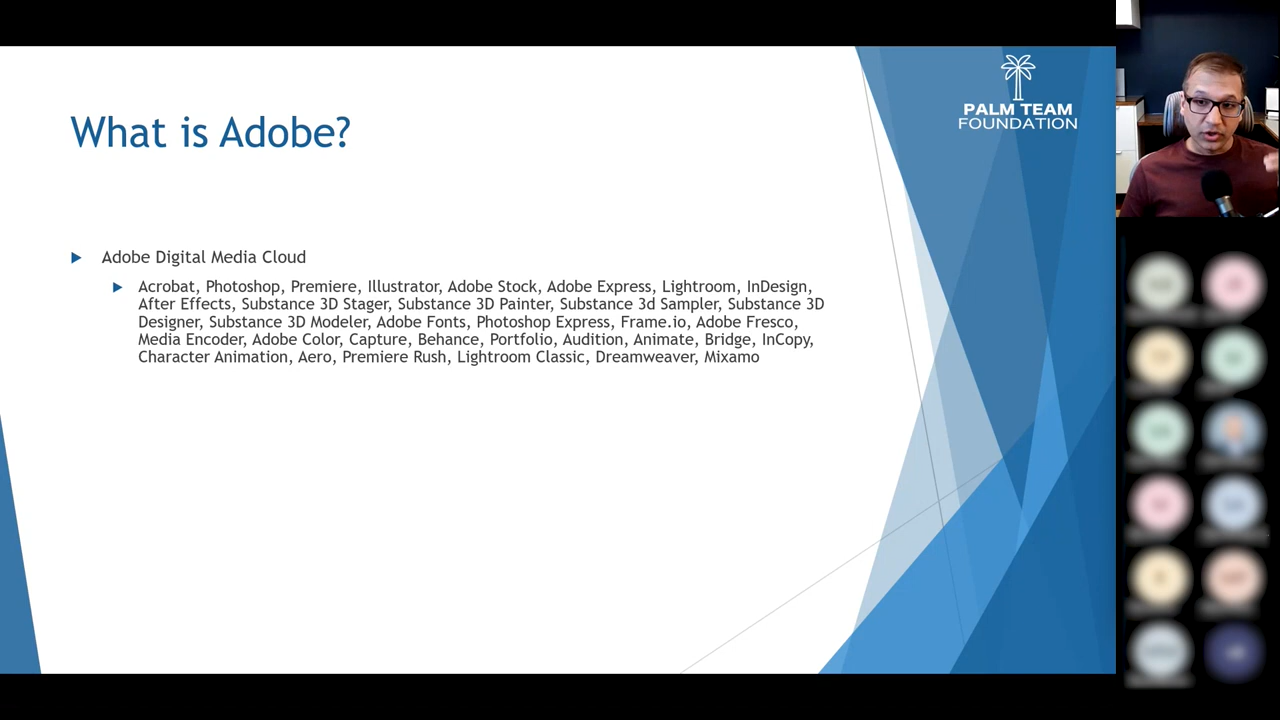 What is Adobe?
PALM TEAM
FOUNDATION
Adobe Digital Media Cloud
Acrobat, Photoshop, Premiere, Illustrator, Adobe Stock, Adobe Express, Lightroom, InDesign,
After Effects, Substance 3D Stager, Substance 3D Painter, Substance 3d Sampler, Substance 3D
Designer, Substance 3D Modeler, Adobe Fonts, Photoshop Express, Frame.io, Adobe Fresco,
Media Encoder, Adobe Color, Capture, Behance, Portfolio, Audition, Animate, Bridge, InCopy,
Character Animation, Aero, Premiere Rush, Lightroom Classic, Dreamweaver, Mixamo